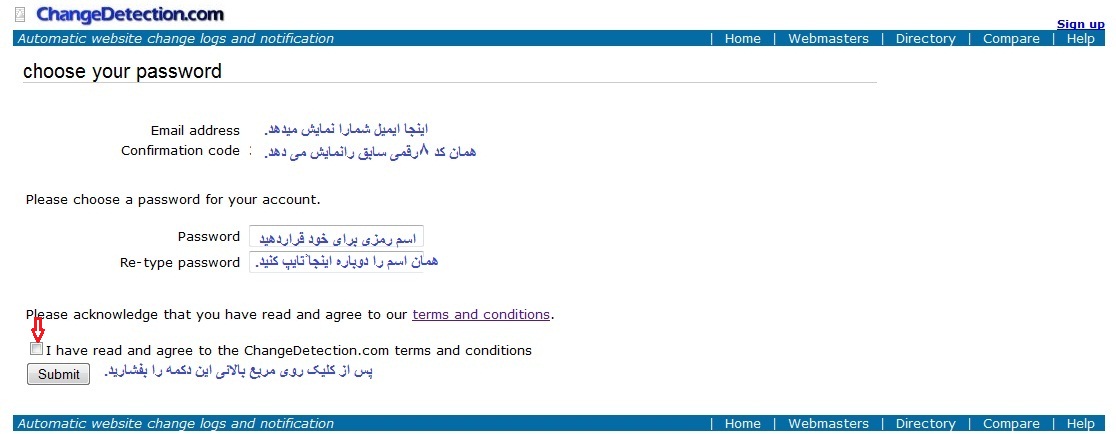 ChangeDetection.com
Sign up
Automatic website change logs and notification | Home | Webmasters | Directory | Compare | Help
choose your password
Email address اینجا ایمیل شمارا نمایش میدهد.
Confirmation code : همان کد ۸رقمی سابق رانمایش می دهد.
Please choose a password for your account.
Password اسم رمزی برای خود قراردهید
Re-type password همان اسم را دوباره اینجا تایپ کنید.
Please acknowledge that you have read and agree to our terms and conditions.
I have read and agree to the ChangeDetection.com terms and conditions
Submit پس از کلیک روی مربع بالائی این دکمه را بفشارید.
Automatic website change logs and notification | Home | Webmasters | Directory | Compare | Help